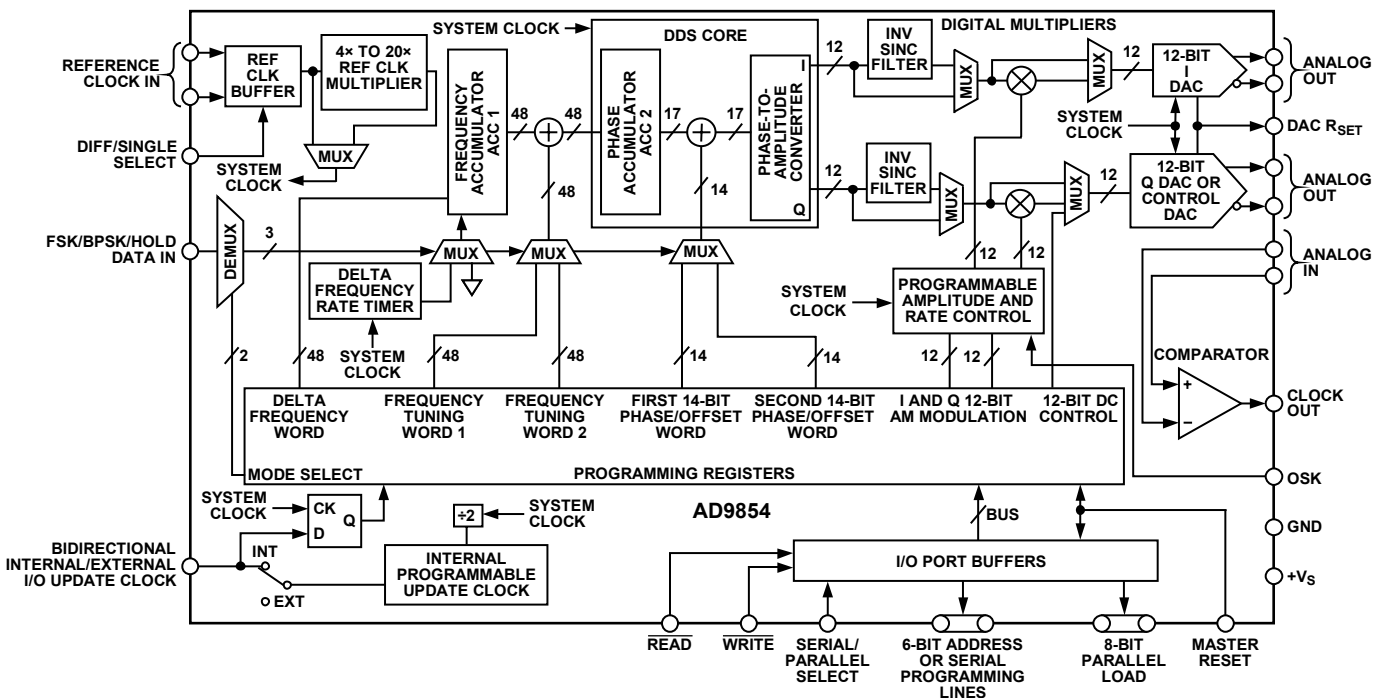 REFERENCE
CLOCK IN
REF
CLK
BUFFER
4× TO 20×
REF CLK
MULTIPLIER
MUX
SYSTEM
CLOCK
DIFF/SINGLE
SELECT
FREQUENCY
ACCUMULATOR
ACC 1
48
48
48
SYSTEM CLOCK
DDS CORE
PHASE
ACCUMULATOR
ACC 2
17
17
14
PHASE-TO-
AMPLITUDE
CONVERTER
I
Q
12
12
INV
SINC
FILTER
INV
SINC
FILTER
MUX
MUX
DIGITAL MULTIPLIERS
MUX
MUX
12
12
12-BIT
I
DAC
SYSTEM
CLOCK
12-BIT
Q DAC OR
CONTROL
DAC
ANALOG
OUT
DAC RSET
ANALOG
OUT
ANALOG
IN
FSK/BPSK/HOLD
DATA IN
DEMUX
3
MUX
MUX
MUX
DELTA
FREQUENCY
RATE TIMER
SYSTEM
CLOCK
12
12
SYSTEM
CLOCK
PROGRAMMABLE
AMPLITUDE AND
RATE CONTROL
COMPARATOR
+
−
CLOCK
OUT
2
48
48
48
14
14
12
12
DELTA
FREQUENCY
WORD
FREQUENCY
TUNING
WORD 1
FREQUENCY
TUNING
WORD 2
FIRST 14-BIT
PHASE/OFFSET
WORD
SECOND 14-BIT
PHASE/OFFSET
WORD
I AND Q 12-BIT
AM MODULATION
12-BIT DC
CONTROL
MODE SELECT
PROGRAMMING REGISTERS
OSK
SYSTEM
CLOCK
CK
D
Q
÷2
SYSTEM
CLOCK
AD9854
BUS
GND
+VS
BIDIRECTIONAL
INTERNAL/EXTERNAL
I/O UPDATE CLOCK
INT
EXT
INTERNAL
PROGRAMMABLE
UPDATE CLOCK
I/O PORT BUFFERS
READ
WRITE
SERIAL/
PARALLEL
SELECT
6-BIT ADDRESS
OR SERIAL
PROGRAMMING
LINES
8-BIT
PARALLEL
LOAD
MASTER
RESET